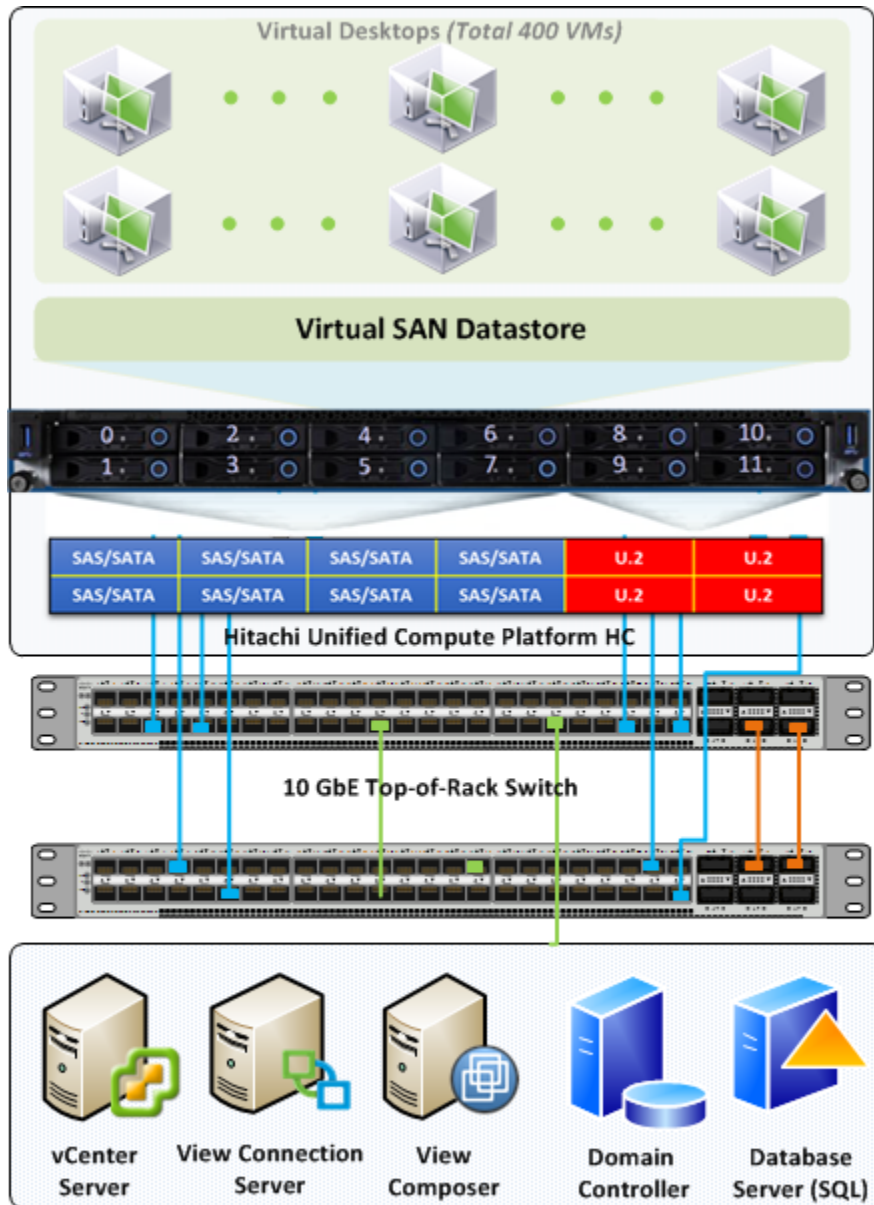 Virtual Desktops (Total 400 VMs)
Virtual SAN Datastore
0 2 4 6 8 10
1 3 5 7 9 11
SAS/SATA SAS/SATA SAS/SATA SAS/SATA U.2 U.2
SAS/SATA SAS/SATA SAS/SATA SAS/SATA U.2 U.2
Hitachi Unified Compute Platform HC
10 GbE Top-of-Rack Switch
vCenter
Server
View Connection
Server
View
Composer
Domain
Controller
Database
Server (SQL)